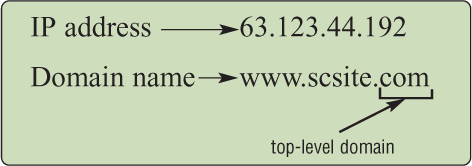 IP address 63.123.44.192
Domain name www.scsite.com
top-level domain